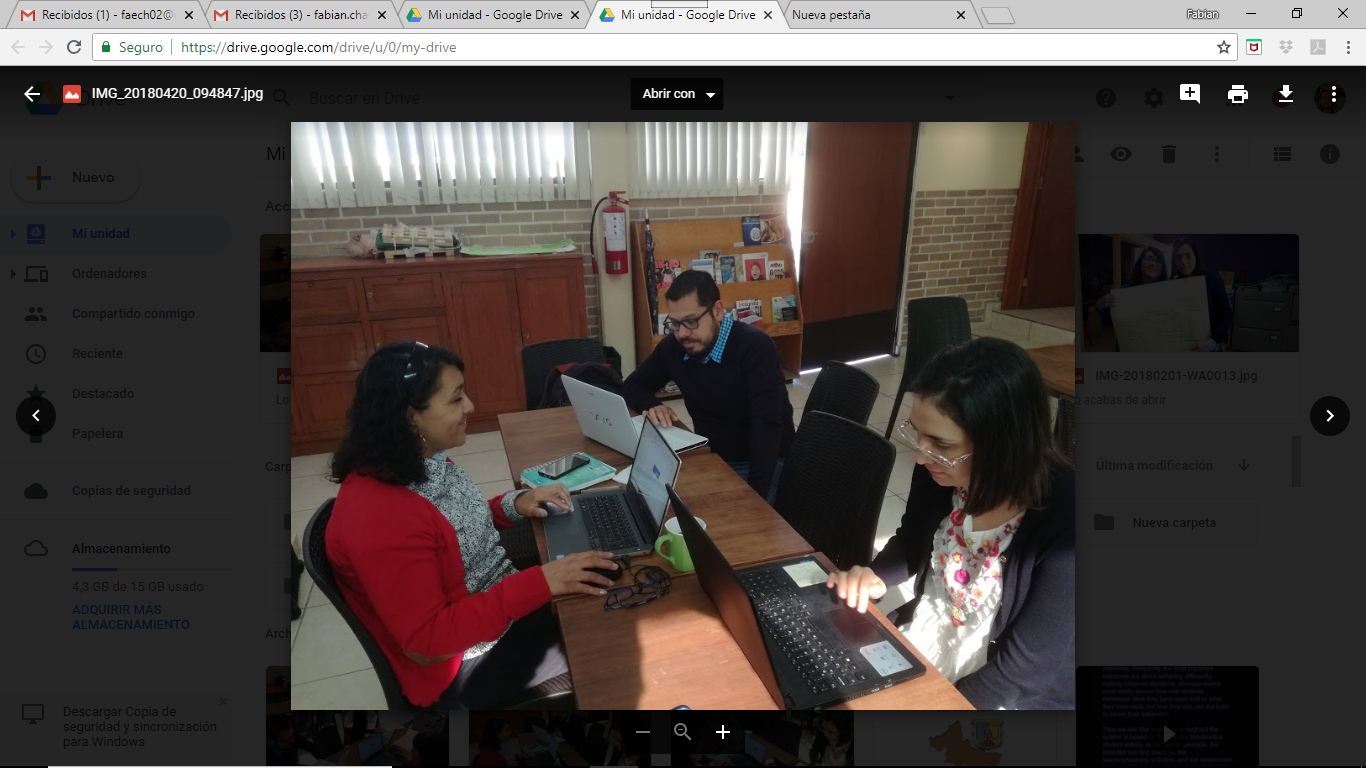 Recibidos (1) - faech02@
Recibidos (3) - fabian.cha
Mi unidad - Google Drive
Mi unidad - Google Drive
Nueva pestaña
Fabian
Seguro
https://drive.google.com/drive/u/0/my-drive
IMG_20180420_094847.jpg
Buscar en Drive
Abrir con
Mi
Nuevo
Mi unidad
Ordenadores
Compartido conmigo
Reciente
Destacado
Papelera
IMG-20180201-WA0013.jpg
acabas de abrir
Última modificación
Copias de seguridad
Nueva carpeta
Almacenamiento
4,3 GB de 15 GB usado
ADQUIRIR MÁS
ALMACENAMIENTO
Descargar Copia de
seguridad y sincronización
para Windows
VAIO